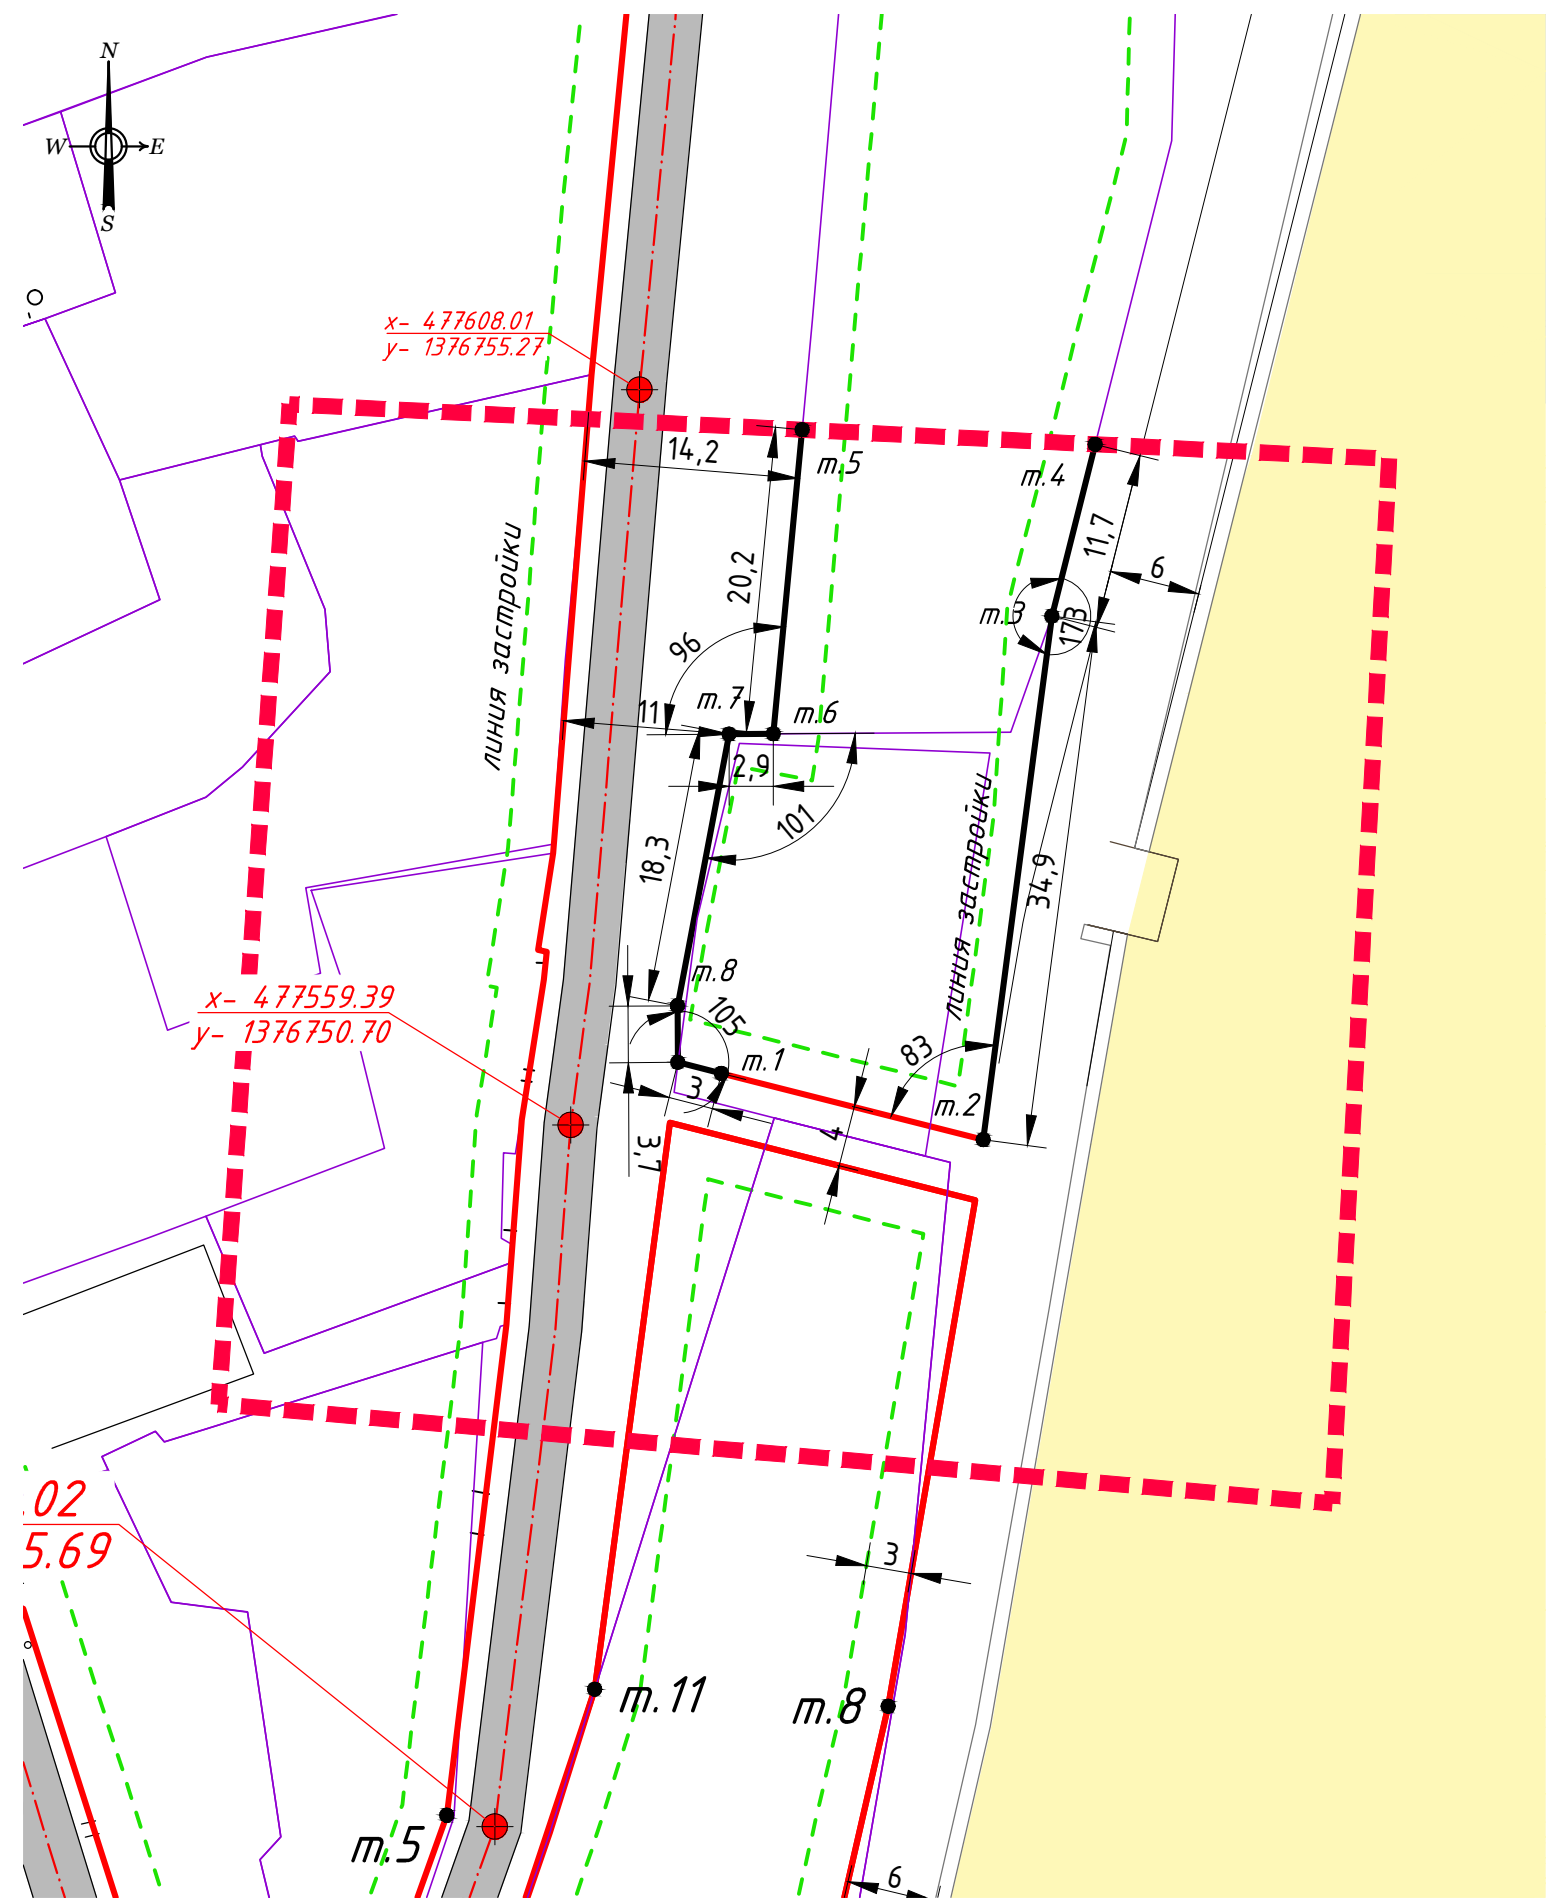 N
W
E
S
x- 477608.01
y- 1376755.27
14,2
т.5
т.4
11,7
6
20,2
линия застройки
96
т.3
173
т.7
11
т.6
2,9
101
18,3
линия застройки
34,9
т.8
x- 477559.39
y- 1376750.70
105
т.1
83
3
т.2
4
3,7
.02
5.69
3
т.11
т.8
т.5
6